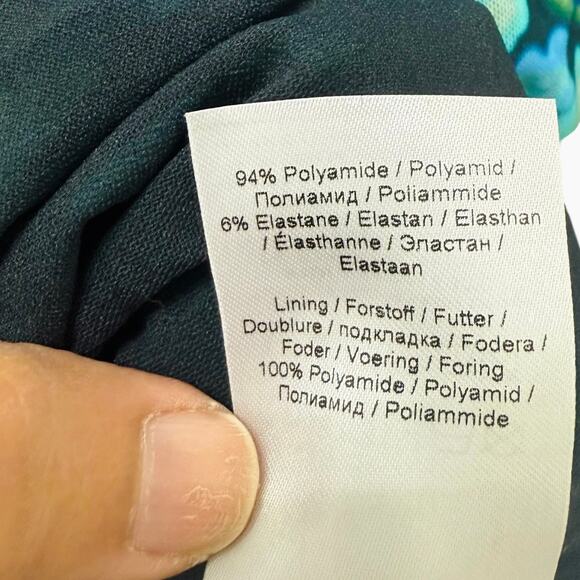 94% Polyamide / Polyamid /
Полиамид / Poliammide
6% Elastane / Elastan / Elasthan
/ Élasthanne / Эластан /
Elastaan
Lining / Forstoff / Futter /
Doublure / подкладка / Fodera /
Foder / Voering / Foring
100% Polyamide / Polyamid /
Полиамид / Poliammide